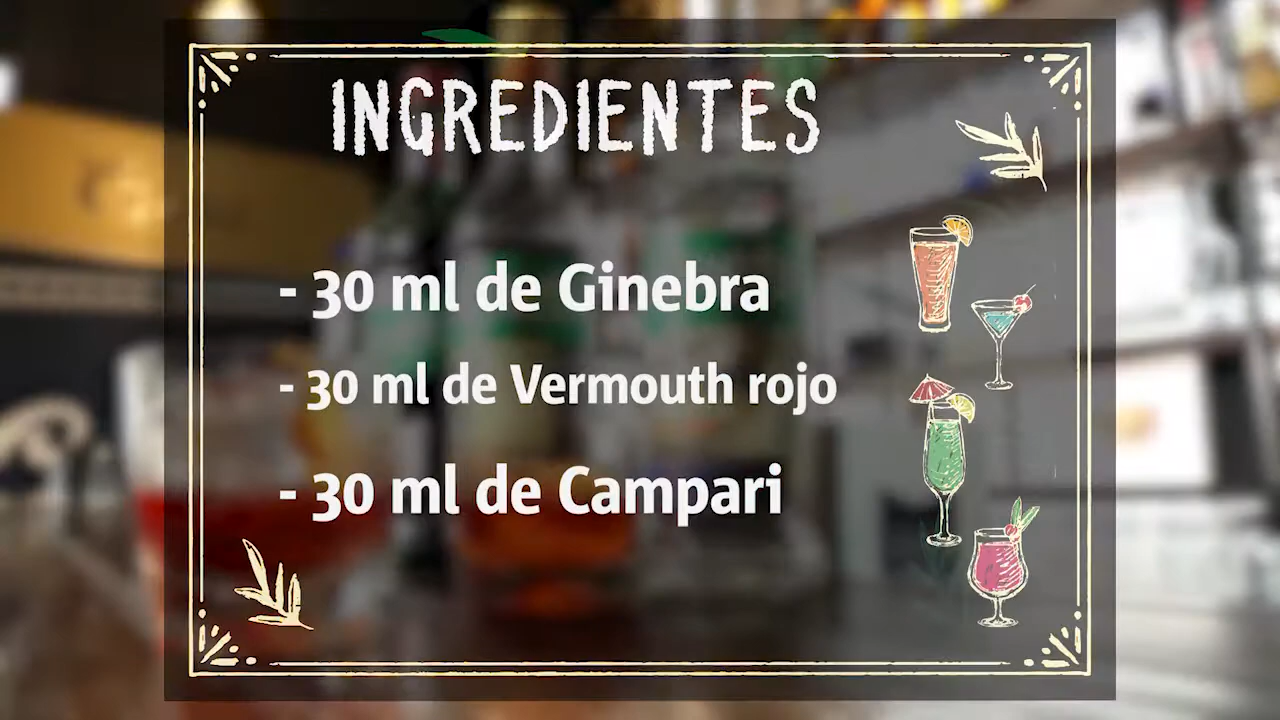 INGREDIENTES
- 30 ml de Ginebra
- 30 ml de Vermouth rojo
- 30 ml de Campari